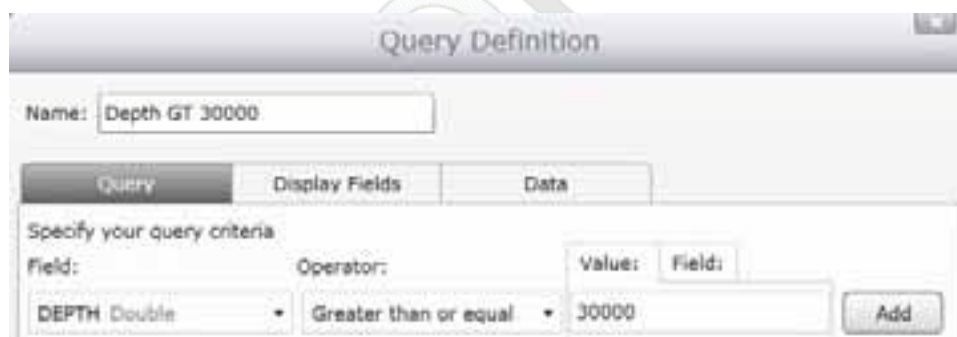 Query Definition
Name: Depth GT 30000
Query Display Fields Data
Specify your query criteria
Field: Operator: Value: Field:
DEPTH Double Greater than or equal 30000 Add